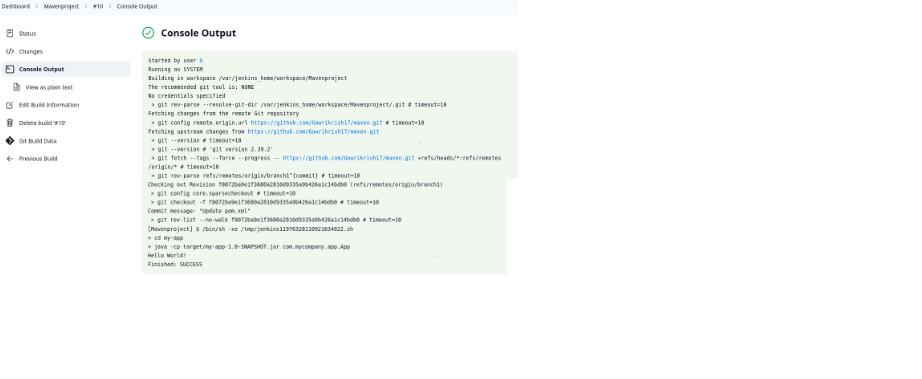 Dashboard > Mavenproject > #10 > Console Output
Status
Changes
Console Output
View as plain text
Edit Build Information
Delete build '#10'
Git Build Data
Previous Build
Console Output
Started by user
Running as SYSTEM
Building in workspace /var/jenkins_home/workspace/Mavenproject
The recommended git tool is: NONE
No credentials specified
> git rev-parse --resolve-git-dir /var/jenkins_home/workspace/Mavenproject/.git # timeout=10
Fetching changes from the remote Git repository
> git config remote.origin.url https://github.com/Gowrikrish17/maven.git # timeout=10
Fetching upstream changes from https://github.com/Gowrikrish17/maven.git
> git --version # timeout=10
> git --version # 'git version 2.39.2'
> git fetch --tags --force --progress -- https://github.com/Gowrikrish17/maven.git +refs/heads/*:refs/remotes
/origin/* # timeout=10
> git rev-parse refs/remotes/origin/branch1^{commit} # timeout=10
Checking out Revision (refs/remotes/origin/branch1)
> git config core.sparsecheckout # timeout=10
> git checkout -f # timeout=10
Commit message: "Update pom.xml"
> git rev-list --no-walk # timeout=10
[Mavenproject] $ /bin/sh -xe
+ cd my-app
+ java -cp target/my-app-1.0-SNAPSHOT.jar com.mycompany.app.App
Hello World!
Finished: SUCCESS